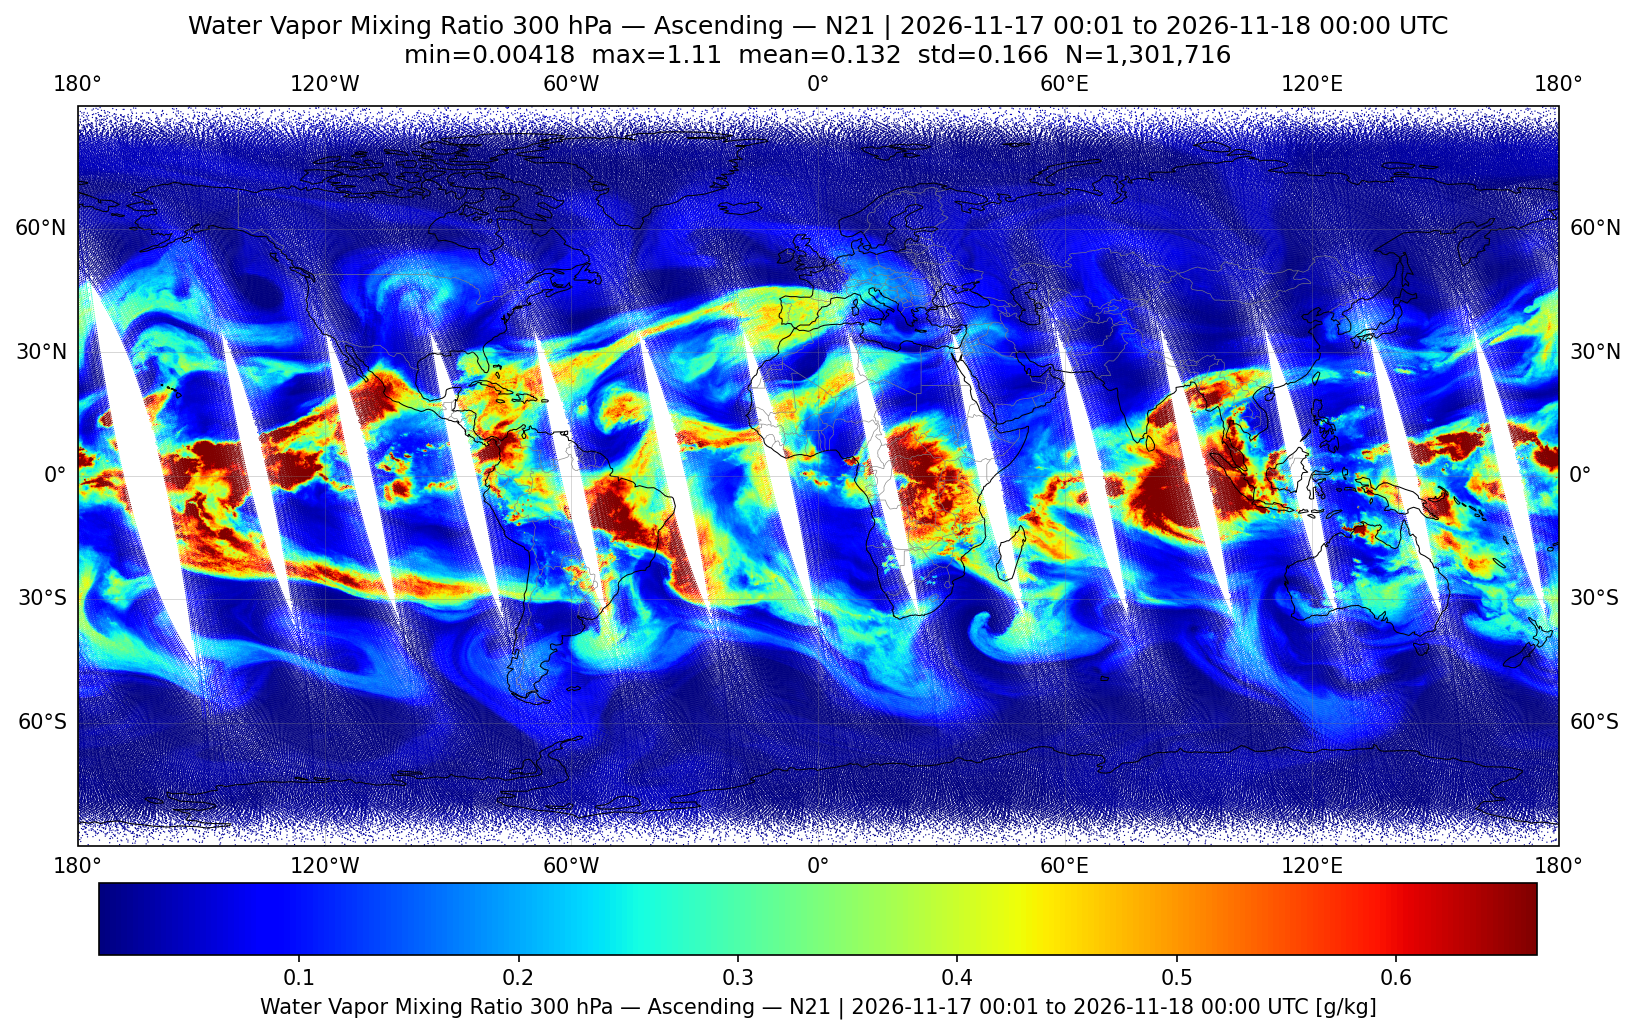 Water Vapor Mixing Ratio 300 hPa — Ascending — N21 | 2026-11-17 00:01 to 2026-11-18 00:00 UTC
min=0.00418 max=1.11 mean=0.132 std=0.166 N=1,301,716
180° 120°W 60°W 0° 60°E 120°E 180°
60°N 60°N
30°N 30°N
0° 0°
30°S 30°S
60°S 60°S
180° 120°W 60°W 0° 60°E 120°E 180°
0.1 0.2 0.3 0.4 0.5 0.6
Water Vapor Mixing Ratio 300 hPa — Ascending — N21 | 2026-11-17 00:01 to 2026-11-18 00:00 UTC [g/kg]